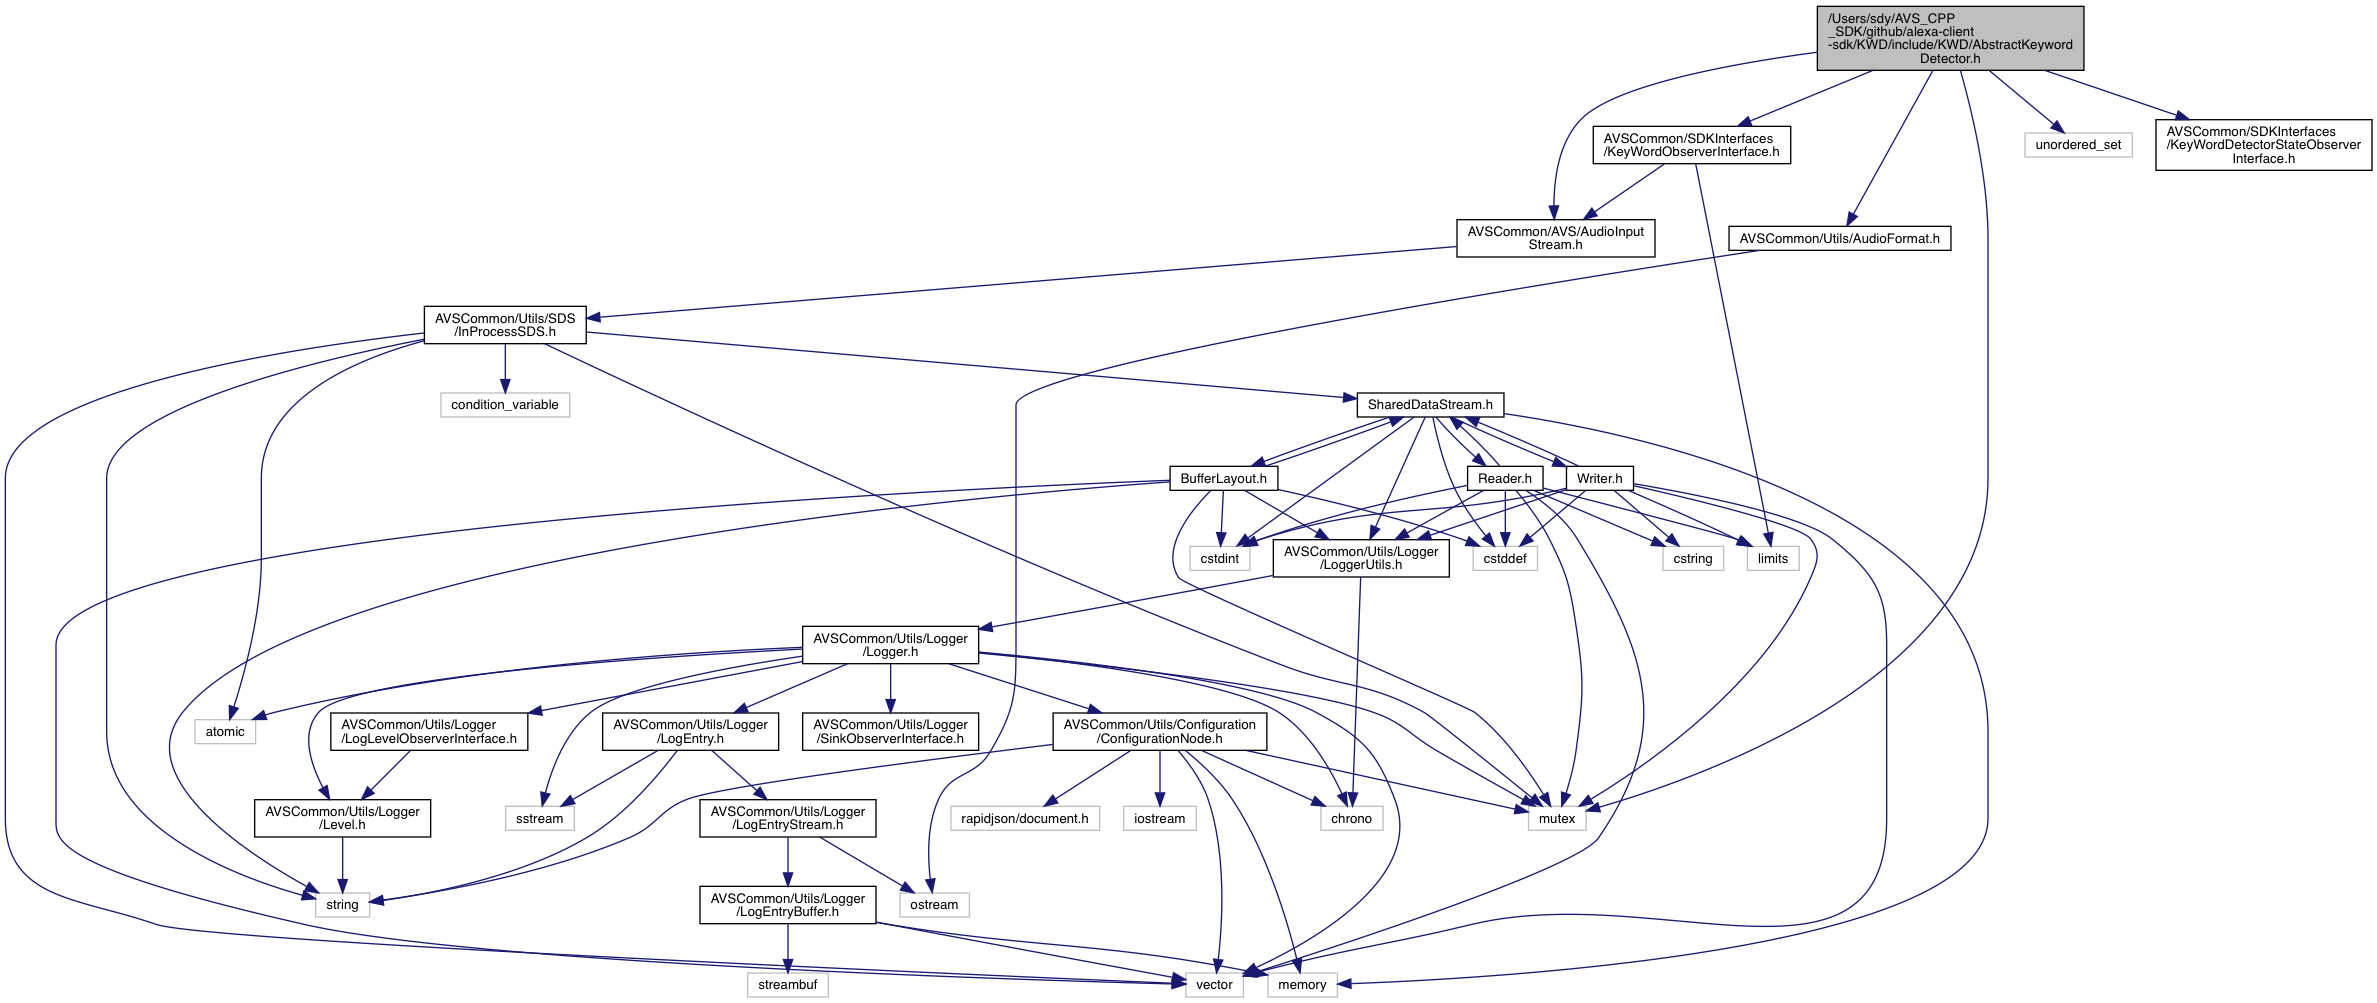 /Users/sdy/AVS_CPP
_SDK/github/alexa-client
-sdk/KWD/include/KWD/AbstractKeyword
Detector.h
AVSCommon/SDKInterfaces
/KeyWordObserverInterface.h
unordered_set
AVSCommon/SDKInterfaces
/KeyWordDetectorStateObserver
Interface.h
AVSCommon/AVS/AudioInput
Stream.h
AVSCommon/Utils/AudioFormat.h
AVSCommon/Utils/SDS
/InProcessSDS.h
condition_variable
SharedDataStream.h
BufferLayout.h
Reader.h
Writer.h
cstdint
AVSCommon/Utils/Logger
/LoggerUtils.h
cstddef
cstring
limits
AVSCommon/Utils/Logger
/Logger.h
atomic
AVSCommon/Utils/Logger
/LogLevelObserverInterface.h
AVSCommon/Utils/Logger
/LogEntry.h
AVSCommon/Utils/Logger
/SinkObserverInterface.h
AVSCommon/Utils/Configuration
/ConfigurationNode.h
AVSCommon/Utils/Logger
/Level.h
sstream
AVSCommon/Utils/Logger
/LogEntryStream.h
rapidjson/document.h
iostream
chrono
mutex
string
AVSCommon/Utils/Logger
/LogEntryBuffer.h
ostream
streambuf
vector
memory